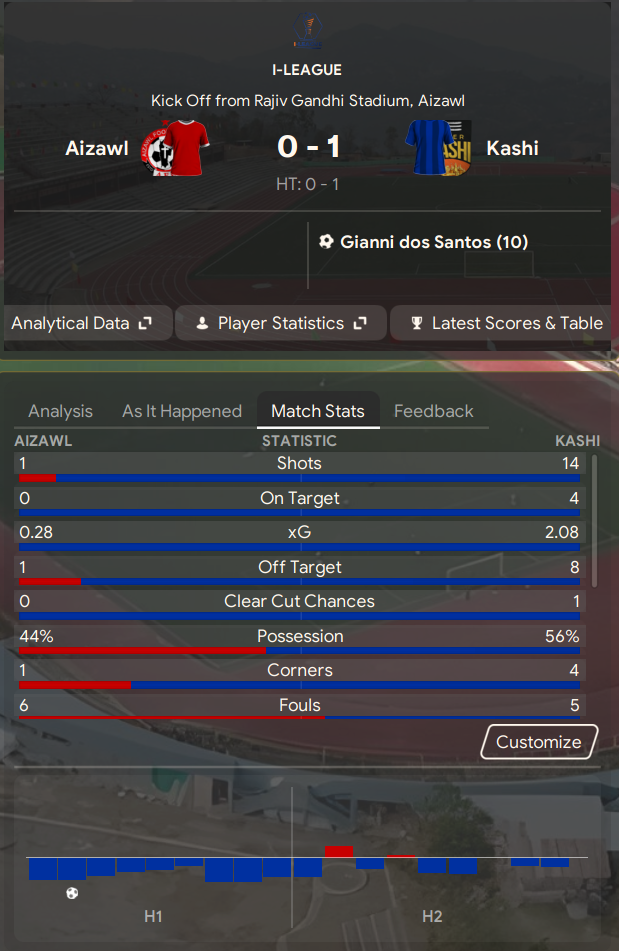 I-LEAGUE
Kick Off from Rajiv Gandhi Stadium, Aizawl
Aizawl 0 - 1 Kashi
HT: 0 - 1
Gianni dos Santos (10)
Analytical Data Player Statistics Latest Scores & Table
Analysis As It Happened Match Stats Feedback
AIZAWL STATISTIC KASHI
1 Shots 14
0 On Target 4
0.28 xG 2.08
1 Off Target 8
0 Clear Cut Chances 1
44% Possession 56%
1 Corners 4
6 Fouls 5
Customize
H1 H2